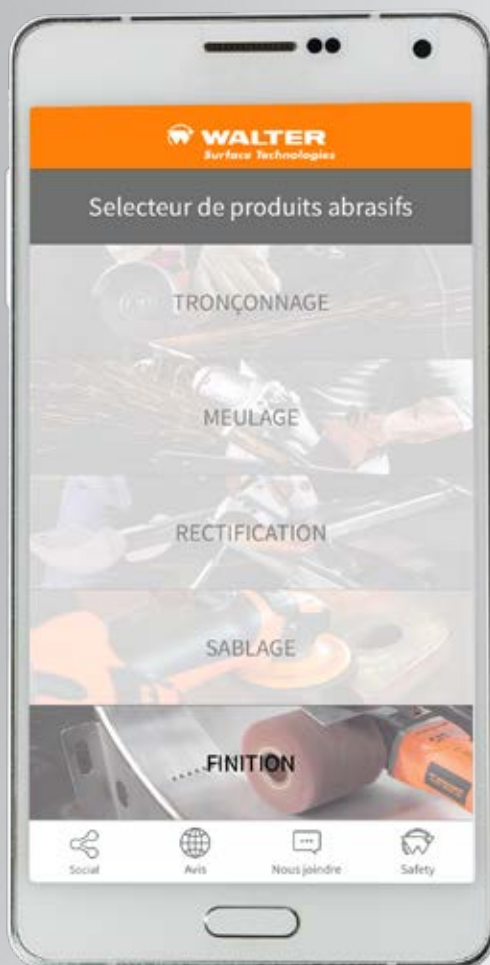 WALTER
Surface Technologies
Selecteur de produits abrasifs
TRONÇONNAGE
MEULAGE
RECTIFICATION
SABLAGE
FINITION
Social
Avis
Nous joindre
Safety